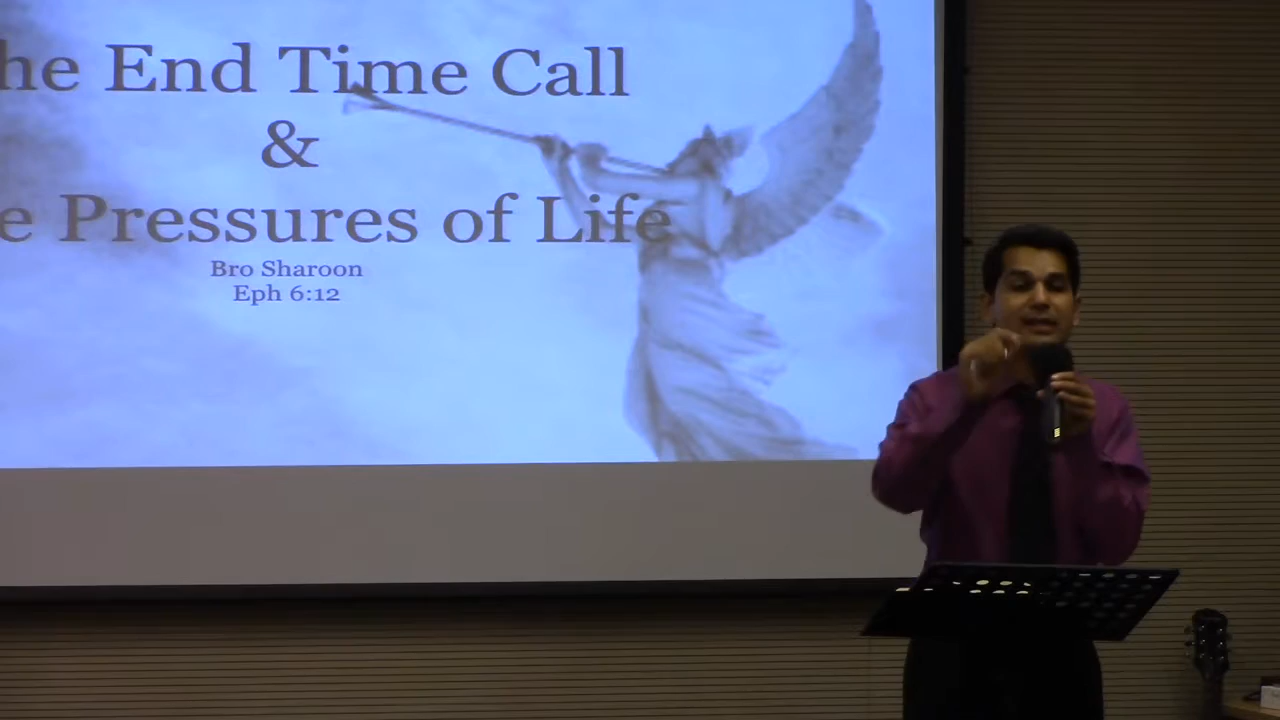 he End Time Call
&
e Pressures of Life
Bro Sharoon
Eph 6:12